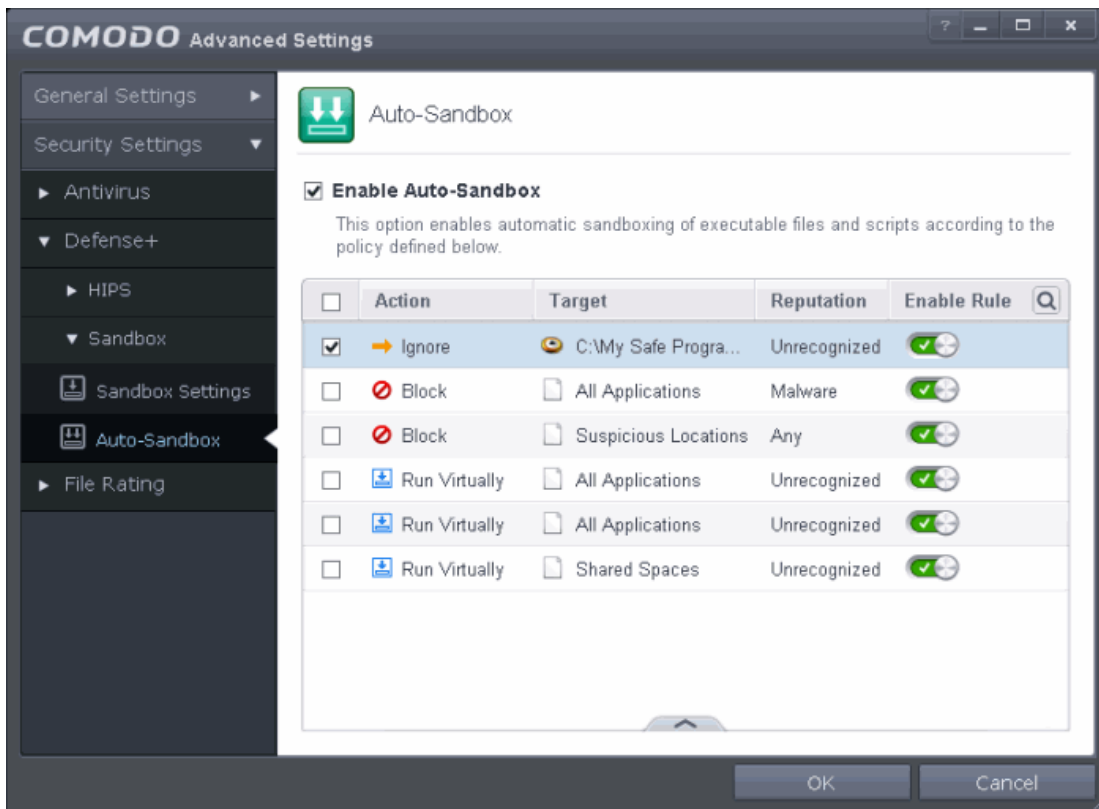 COMODO Advanced Settings
?
General Settings
Security Settings
Antivirus
Defense+
HIPS
Sandbox
Sandbox Settings
Auto-Sandbox
File Rating
Auto-Sandbox
Enable Auto-Sandbox
This option enables automatic sandboxing of executable files and scripts according to the
policy defined below.
Action Target Reputation Enable Rule
Ignore C:\My Safe Progra... Unrecognized
Block All Applications Malware
Block Suspicious Locations Any
Run Virtually All Applications Unrecognized
Run Virtually All Applications Unrecognized
Run Virtually Shared Spaces Unrecognized
OK Cancel